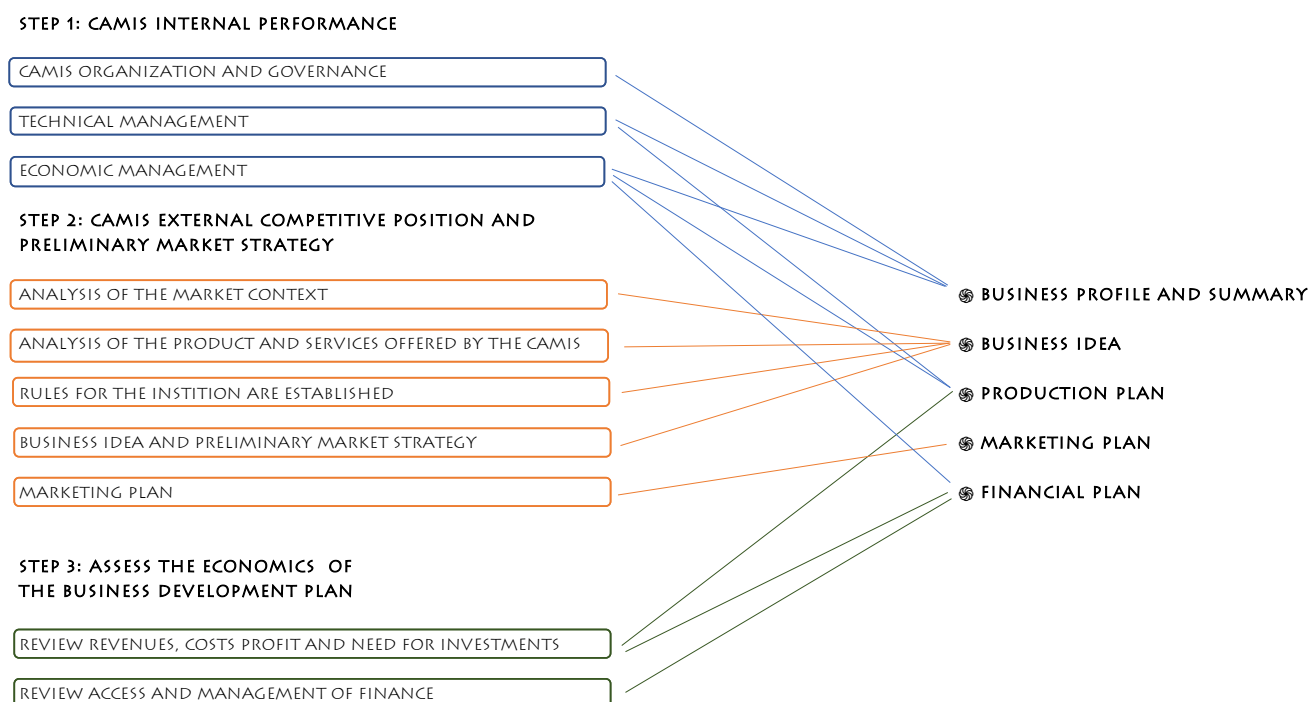 STEP 1: CAMIS INTERNAL PERFORMANCE
CAMIS ORGANIZATION AND GOVERNANCE
TECHNICAL MANAGEMENT
ECONOMIC MANAGEMENT
STEP 2: CAMIS EXTERNAL COMPETITIVE POSITION AND
PRELIMINARY MARKET STRATEGY
ANALYSIS OF THE MARKET CONTEXT
ANALYSIS OF THE PRODUCT AND SERVICES OFFERED BY THE CAMIS
RULES FOR THE INSTITION ARE ESTABLISHED
BUSINESS IDEA AND PRELIMINARY MARKET STRATEGY
MARKETING PLAN
STEP 3: ASSESS THE ECONOMICS OF
THE BUSINESS DEVELOPMENT PLAN
REVIEW REVENUES, COSTS PROFIT AND NEED FOR INVESTMENTS
REVIEW ACCESS AND MANAGEMENT OF FINANCE
BUSINESS PROFILE AND SUMMARY
BUSINESS IDEA
PRODUCTION PLAN
MARKETING PLAN
FINANCIAL PLAN